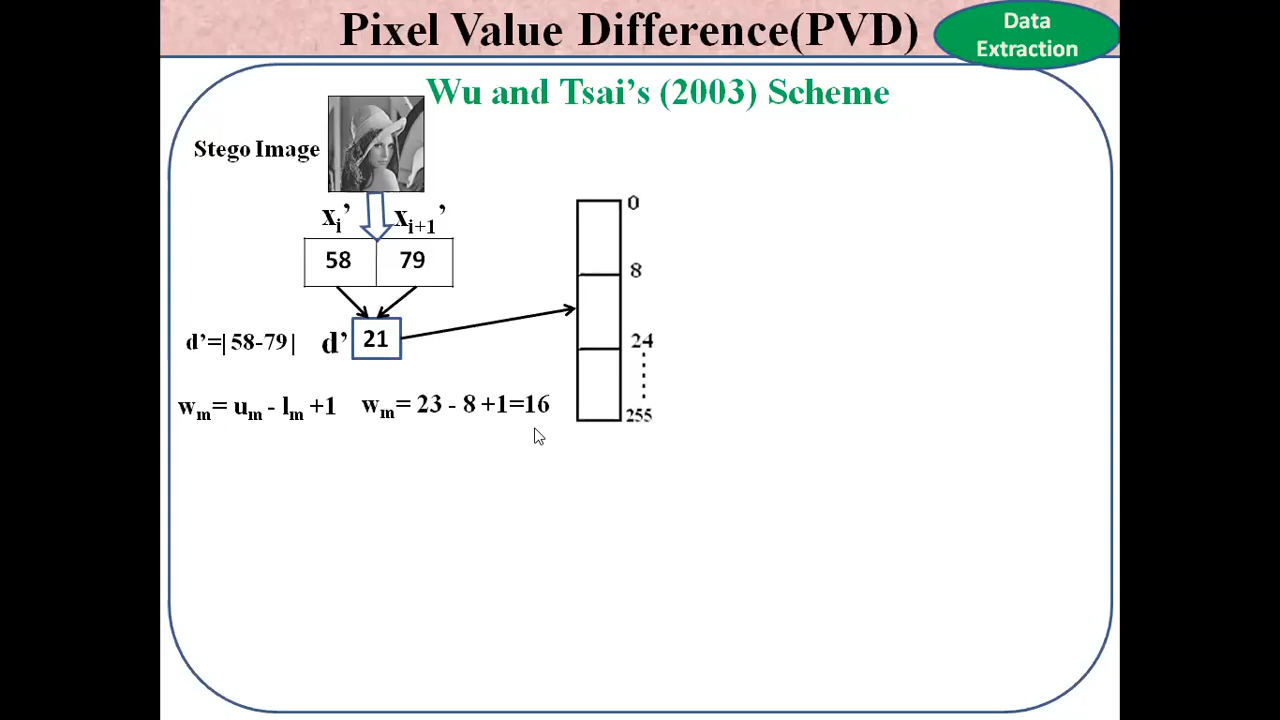 Pixel Value Difference(PVD)
Data
Extraction
Wu and Tsai's (2003) Scheme
Stego Image
xi' xi+1'
58 79
d'=|58-79| d' 21
wm= um - lm +1 wm= 23 - 8 +1=16
0
8
24
255